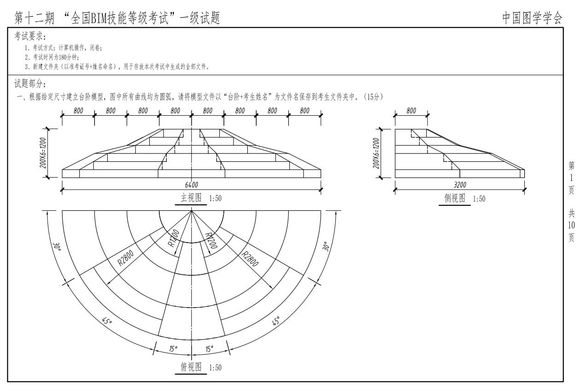 第十二期 “全国BIM技能等级考试”一级试题
中国图学学会
考试要求:
1、考试方式:计算机操作,闭卷;
2、考试时间为180分钟;
3、新建文件夹(以准考证号+姓名命名),用于存放本次考试中生成的全部文件。
试题部分:
一、根据给定尺寸建立台阶模型,图中所有曲线均为圆弧,请将模型文件以“台阶+考生姓名”为文件名保存到考生文件夹中。(15分)
800 800 800 800 800 800 800 800
200X6=1200
6400
主视图 1:50
800
200X6=1200
3200
侧视图 1:50
30°
R2800
R1200
R1200
R2800
30°
45°
15°
15°
45°
俯视图 1:50
第1页 共10页